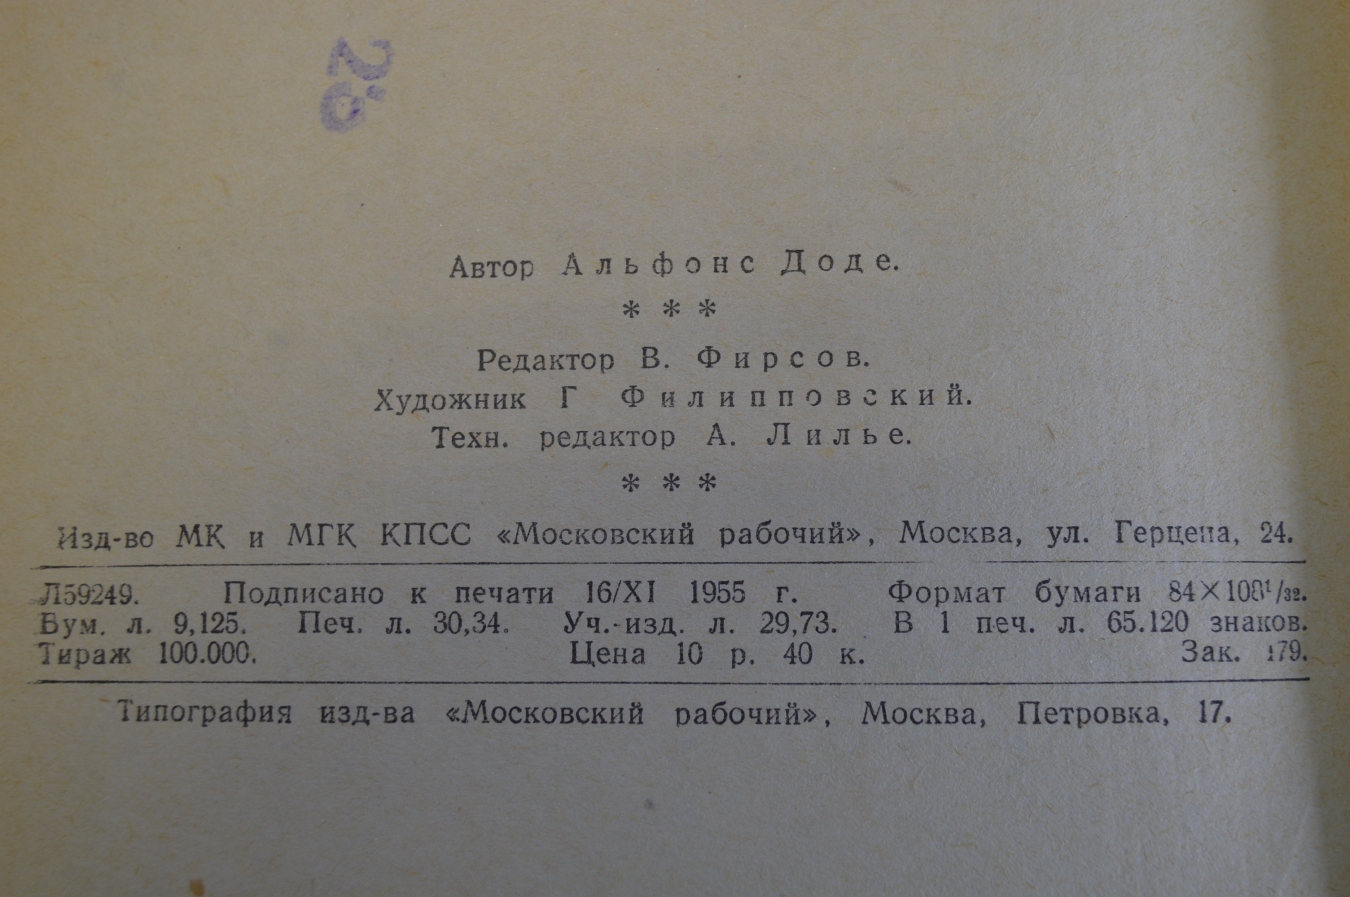 2р
Автор Альфонс Доде.
* * *
Редактор В. Фирсов.
Художник Г Филипповский.
Техн. редактор А. Лилье.
* * *
Изд-во МК и МГК КПСС «Московский рабочий», Москва, ул. Герцена, 24.
Л59249. Подписано к печати 16/XI 1955 г. Формат бумаги 84×108¹/₃₂.
Бум. л. 9,125. Печ. л. 30,34. Уч.-изд. л. 29,73. В 1 печ. л. 65.120 знаков.
Тираж 100.000. Цена 10 р. 40 к. Зак. 179.
Типография изд-ва «Московский рабочий», Москва, Петровка, 17.